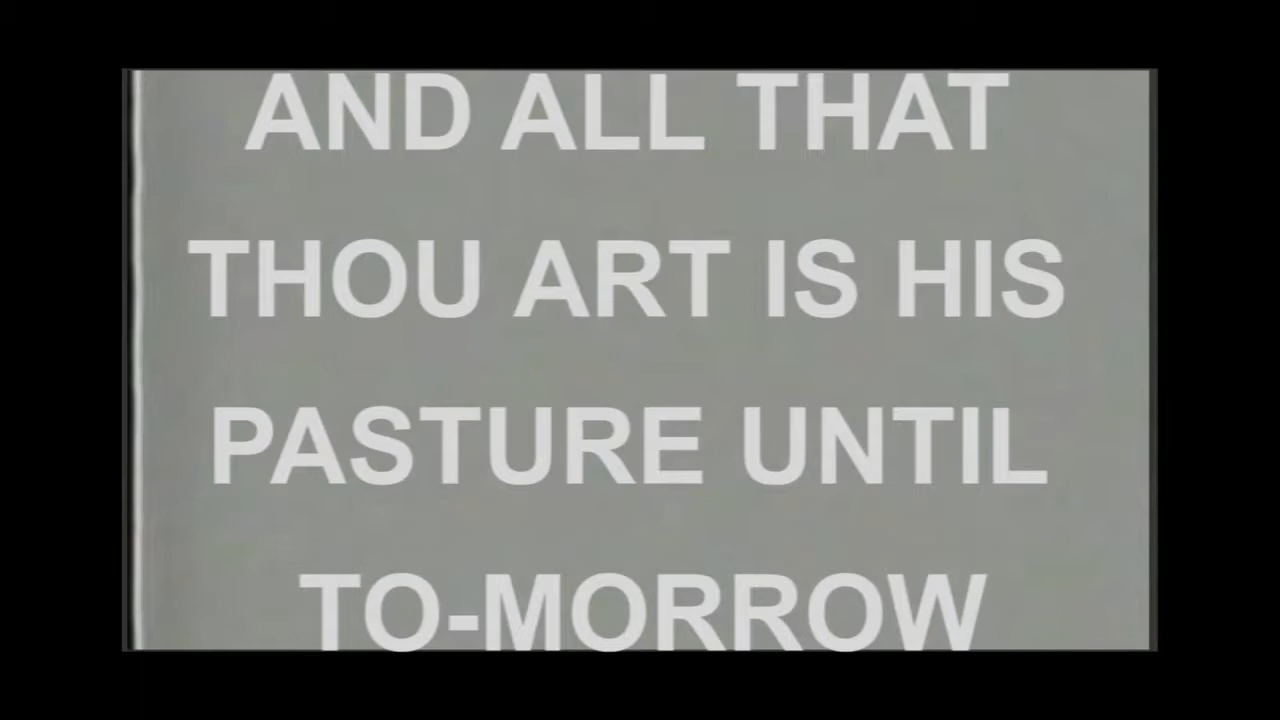 AND ALL THAT
THOU ART IS HIS
PASTURE UNTIL
TO-MORROW